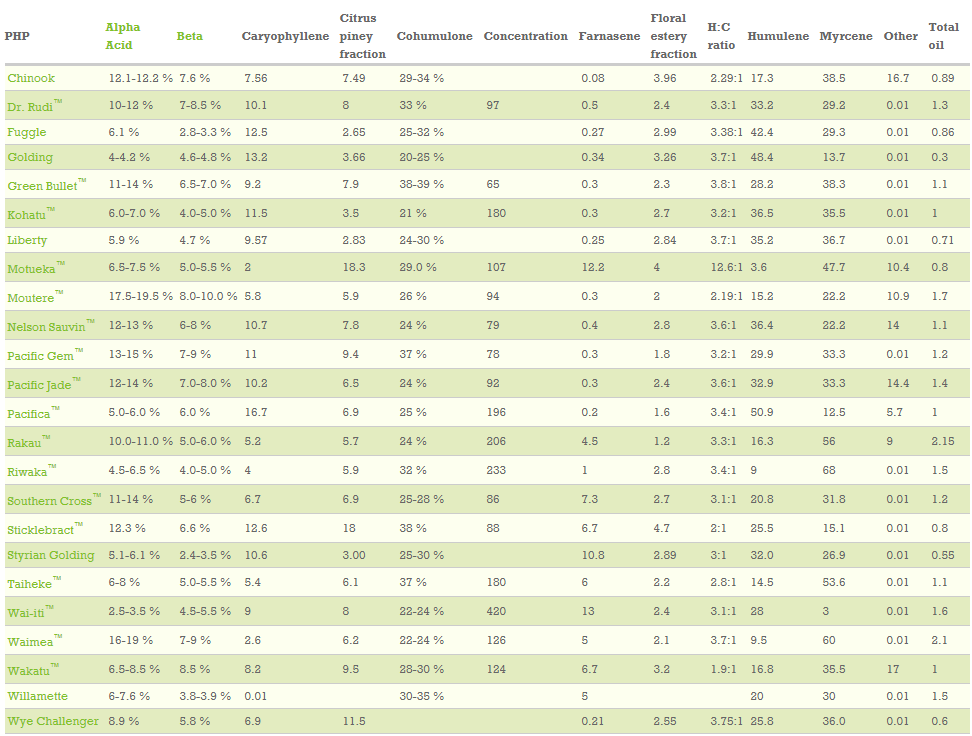 PHP Alpha Acid Beta Caryophyllene Citrus piney fraction Cohumulone Concentration Farnasene Floral estery fraction H:C ratio Humulene Myrcene Other Total oil
Chinook 12.1-12.2 % 7.6 % 7.56 7.49 29-34 % 0.08 3.96 2.29:1 17.3 38.5 16.7 0.89
Dr. Rudi™ 10-12 % 7-8.5 % 10.1 8 33 % 97 0.5 2.4 3.3:1 33.2 29.2 0.01 1.3
Fuggle 6.1 % 2.8-3.3 % 12.5 2.65 25-32 % 0.27 2.99 3.38:1 42.4 29.3 0.01 0.86
Golding 4-4.2 % 4.6-4.8 % 13.2 3.66 20-25 % 0.34 3.26 3.7:1 48.4 13.7 0.01 0.3
Green Bullet™ 11-14 % 6.5-7.0 % 9.2 7.9 38-39 % 65 0.3 2.3 3.8:1 28.2 38.3 0.01 1.1
Kohatu™ 6.0-7.0 % 4.0-5.0 % 11.5 3.5 21 % 180 0.3 2.7 3.2:1 36.5 35.5 0.01 1
Liberty 5.9 % 4.7 % 9.57 2.83 24-30 % 0.25 2.84 3.7:1 35.2 36.7 0.01 0.71
Motueka™ 6.5-7.5 % 5.0-5.5 % 2 18.3 29.0 % 107 12.2 4 12.6:1 3.6 47.7 10.4 0.8
Moutere™ 17.5-19.5 % 8.0-10.0 % 5.8 5.9 26 % 94 0.3 2 2.19:1 15.2 22.2 10.9 1.7
Nelson Sauvin™ 12-13 % 6-8 % 10.7 7.8 24 % 79 0.4 2.8 3.6:1 36.4 22.2 14 1.1
Pacific Gem™ 13-15 % 7-9 % 11 9.4 37 % 78 0.3 1.8 3.2:1 29.9 33.3 0.01 1.2
Pacific Jade™ 12-14 % 7.0-8.0 % 10.2 6.5 24 % 92 0.3 2.4 3.6:1 32.9 33.3 14.4 1.4
Pacifica™ 5.0-6.0 % 6.0 % 16.7 6.9 25 % 196 0.2 1.6 3.4:1 50.9 12.5 5.7 1
Rakau™ 10.0-11.0 % 5.0-6.0 % 5.2 5.7 24 % 206 4.5 1.2 3.3:1 16.3 56 9 2.15
Riwaka™ 4.5-6.5 % 4.0-5.0 % 4 5.9 32 % 233 1 2.8 3.4:1 9 68 0.01 1.5
Southern Cross™ 11-14 % 5-6 % 6.7 6.9 25-28 % 86 7.3 2.7 3.1:1 20.8 31.8 0.01 1.2
Sticklebract™ 12.3 % 6.6 % 12.6 18 38 % 88 6.7 4.7 2:1 25.5 15.1 0.01 0.8
Styrian Golding 5.1-6.1 % 2.4-3.5 % 10.6 3.00 25-30 % 10.8 2.89 3:1 32.0 26.9 0.01 0.55
Taiheke™ 6-8 % 5.0-5.5 % 5.4 6.1 37 % 180 6 2.2 2.8:1 14.5 53.6 0.01 1.1
Wai-iti™ 2.5-3.5 % 4.5-5.5 % 9 8 22-24 % 420 13 2.4 3.1:1 28 3 0.01 1.6
Waimea™ 16-19 % 7-9 % 2.6 6.2 22-24 % 126 5 2.1 3.7:1 9.5 60 0.01 2.1
Wakatu™ 6.5-8.5 % 8.5 % 8.2 9.5 28-30 % 124 6.7 3.2 1.9:1 16.8 35.5 17 1
Willamette 6-7.6 % 3.8-3.9 % 0.01 30-35 % 5 20 30 0.01 1.5
Wye Challenger 8.9 % 5.8 % 6.9 11.5 0.21 2.55 3.75:1 25.8 36.0 0.01 0.6